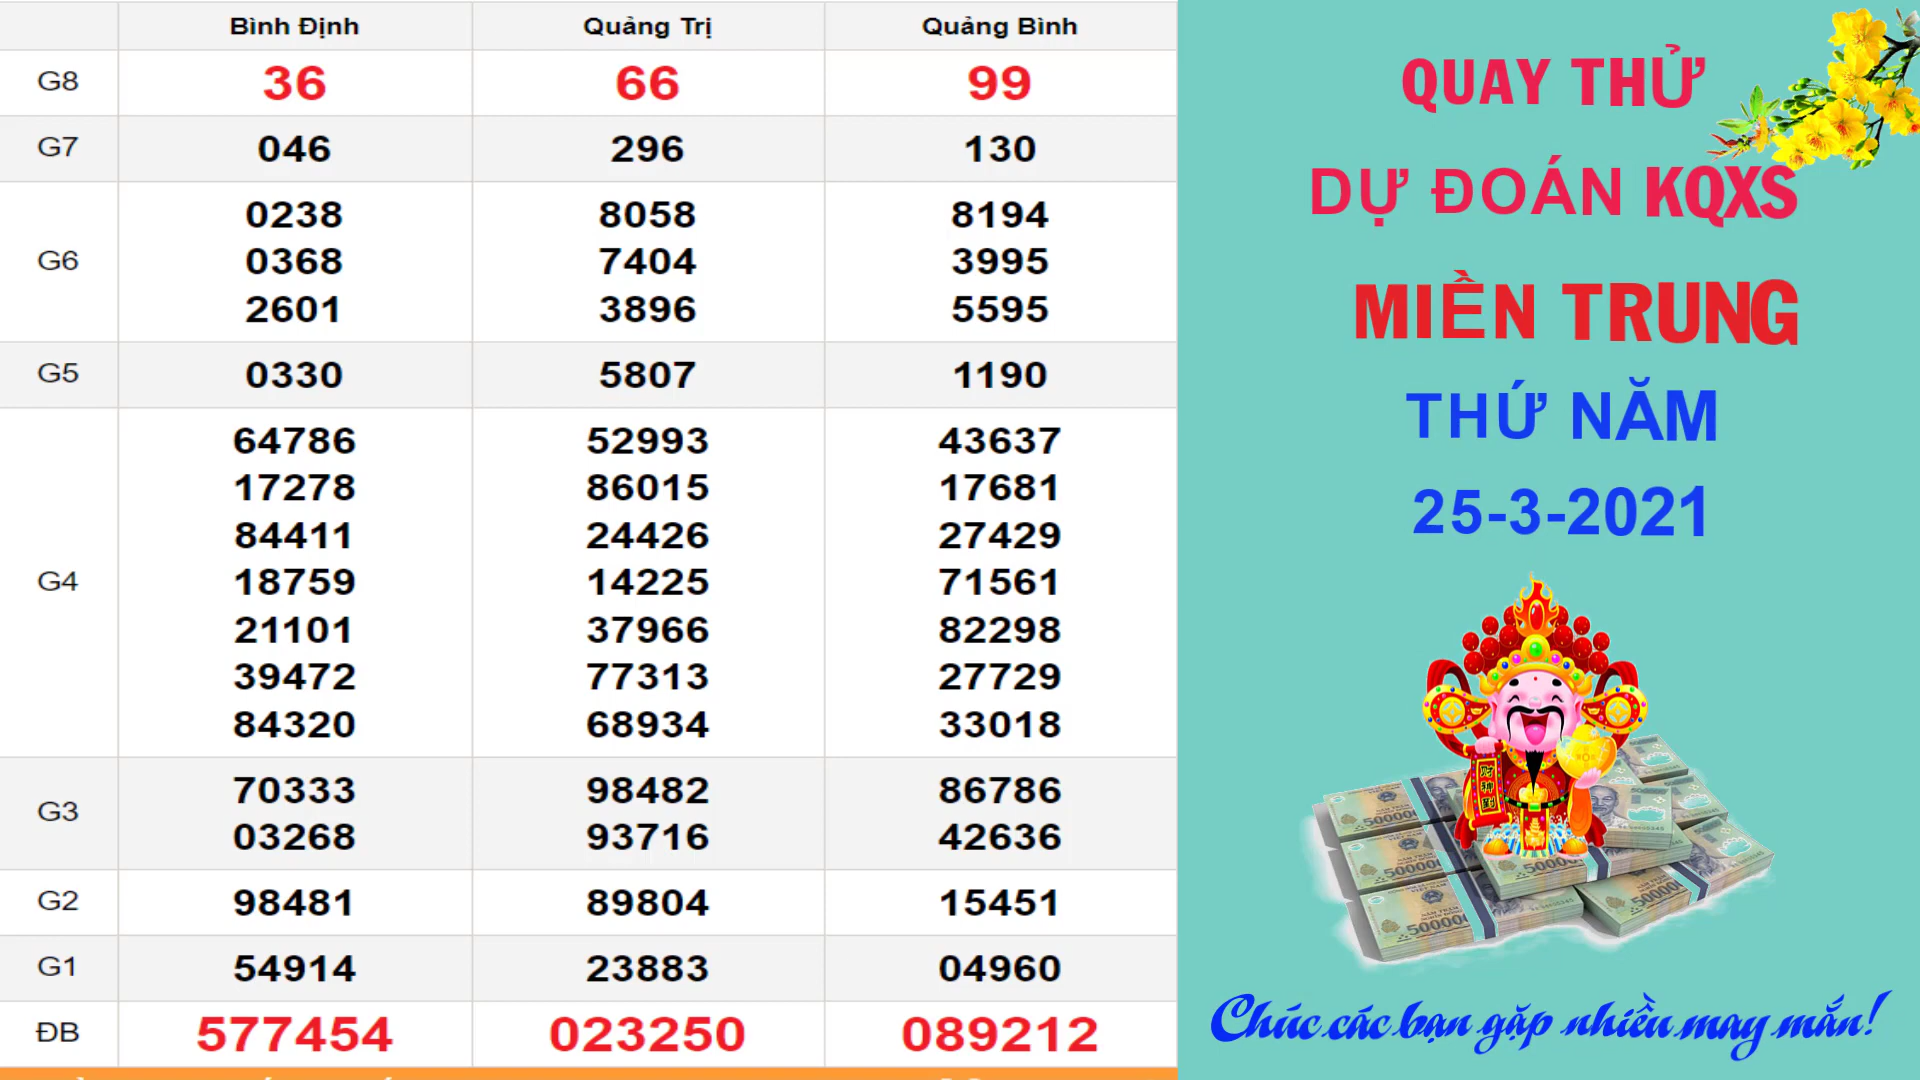 Bình Định Quảng Trị Quảng Bình
G8 36 66 99
G7 046 296 130
G6 0238 8058 8194
0368 7404 3995
2601 3896 5595
G5 0330 5807 1190
G4 64786 52993 43637
17278 86015 17681
84411 24426 27429
18759 14225 71561
21101 37966 82298
39472 77313 27729
84320 68934 33018
G3 70333 98482 86786
03268 93716 42636
G2 98481 89804 15451
G1 54914 23883 04960
ĐB 577454 023250 089212
QUAY THỬ
DỰ ĐOÁN KQXS
MIỀN TRUNG
THỨ NĂM
25-3-2021
Chúc các bạn gặp nhiều may mắn!